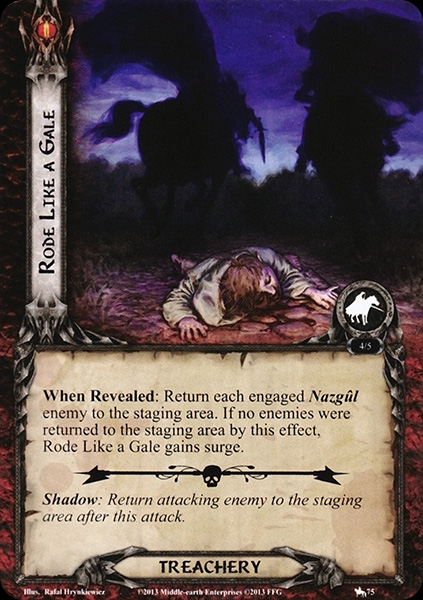 RODE LIKE A GALE
4/5
When Revealed: Return each engaged Nazgûl
enemy to the staging area. If no enemies were
returned to the staging area by this effect,
Rode Like a Gale gains surge.
Shadow: Return attacking enemy to the staging
area after this attack.
TREACHERY
Illus. Rafal Hrynkiewicz ©2013 Middle-earth Enterprises ©2013 FFG 75